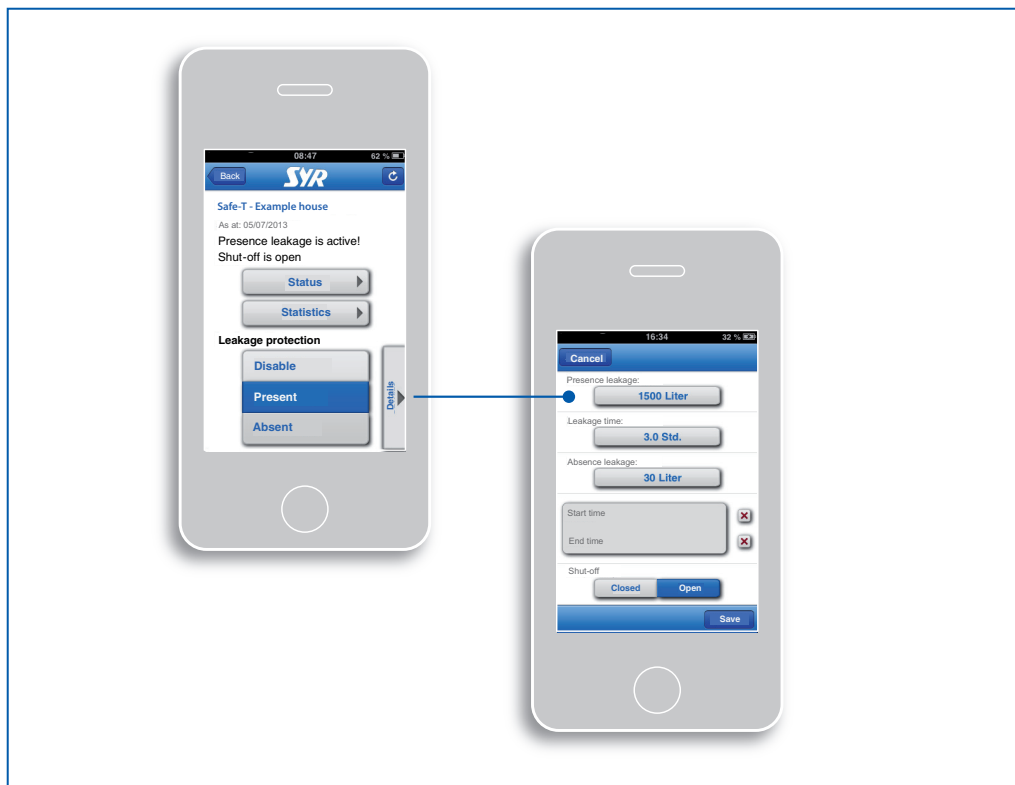 08:47 62 %
Back SYR
Safe-T - Example house
As at: 05/07/2013
Presence leakage is active!
Shut-off is open
Status
Statistics
Leakage protection
Disable
Present
Absent
Details
16:34 32 %
Cancel
Presence leakage:
1500 Liter
Leakage time:
3.0 Std.
Absence leakage:
30 Liter
Start time
End time
Shut-off
Closed Open
Save